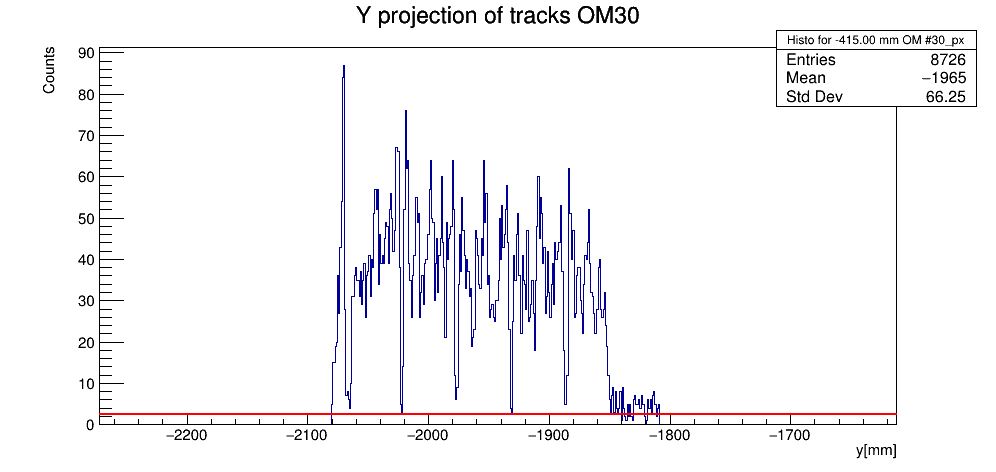 Y projection of tracks OM30
Histo for -415.00 mm OM #30_px
Entries 8726
Mean −1965
Std Dev 66.25
Counts
90
80
70
60
50
40
30
20
10
0
−2200 −2100 −2000 −1900 −1800 −1700
y[mm]